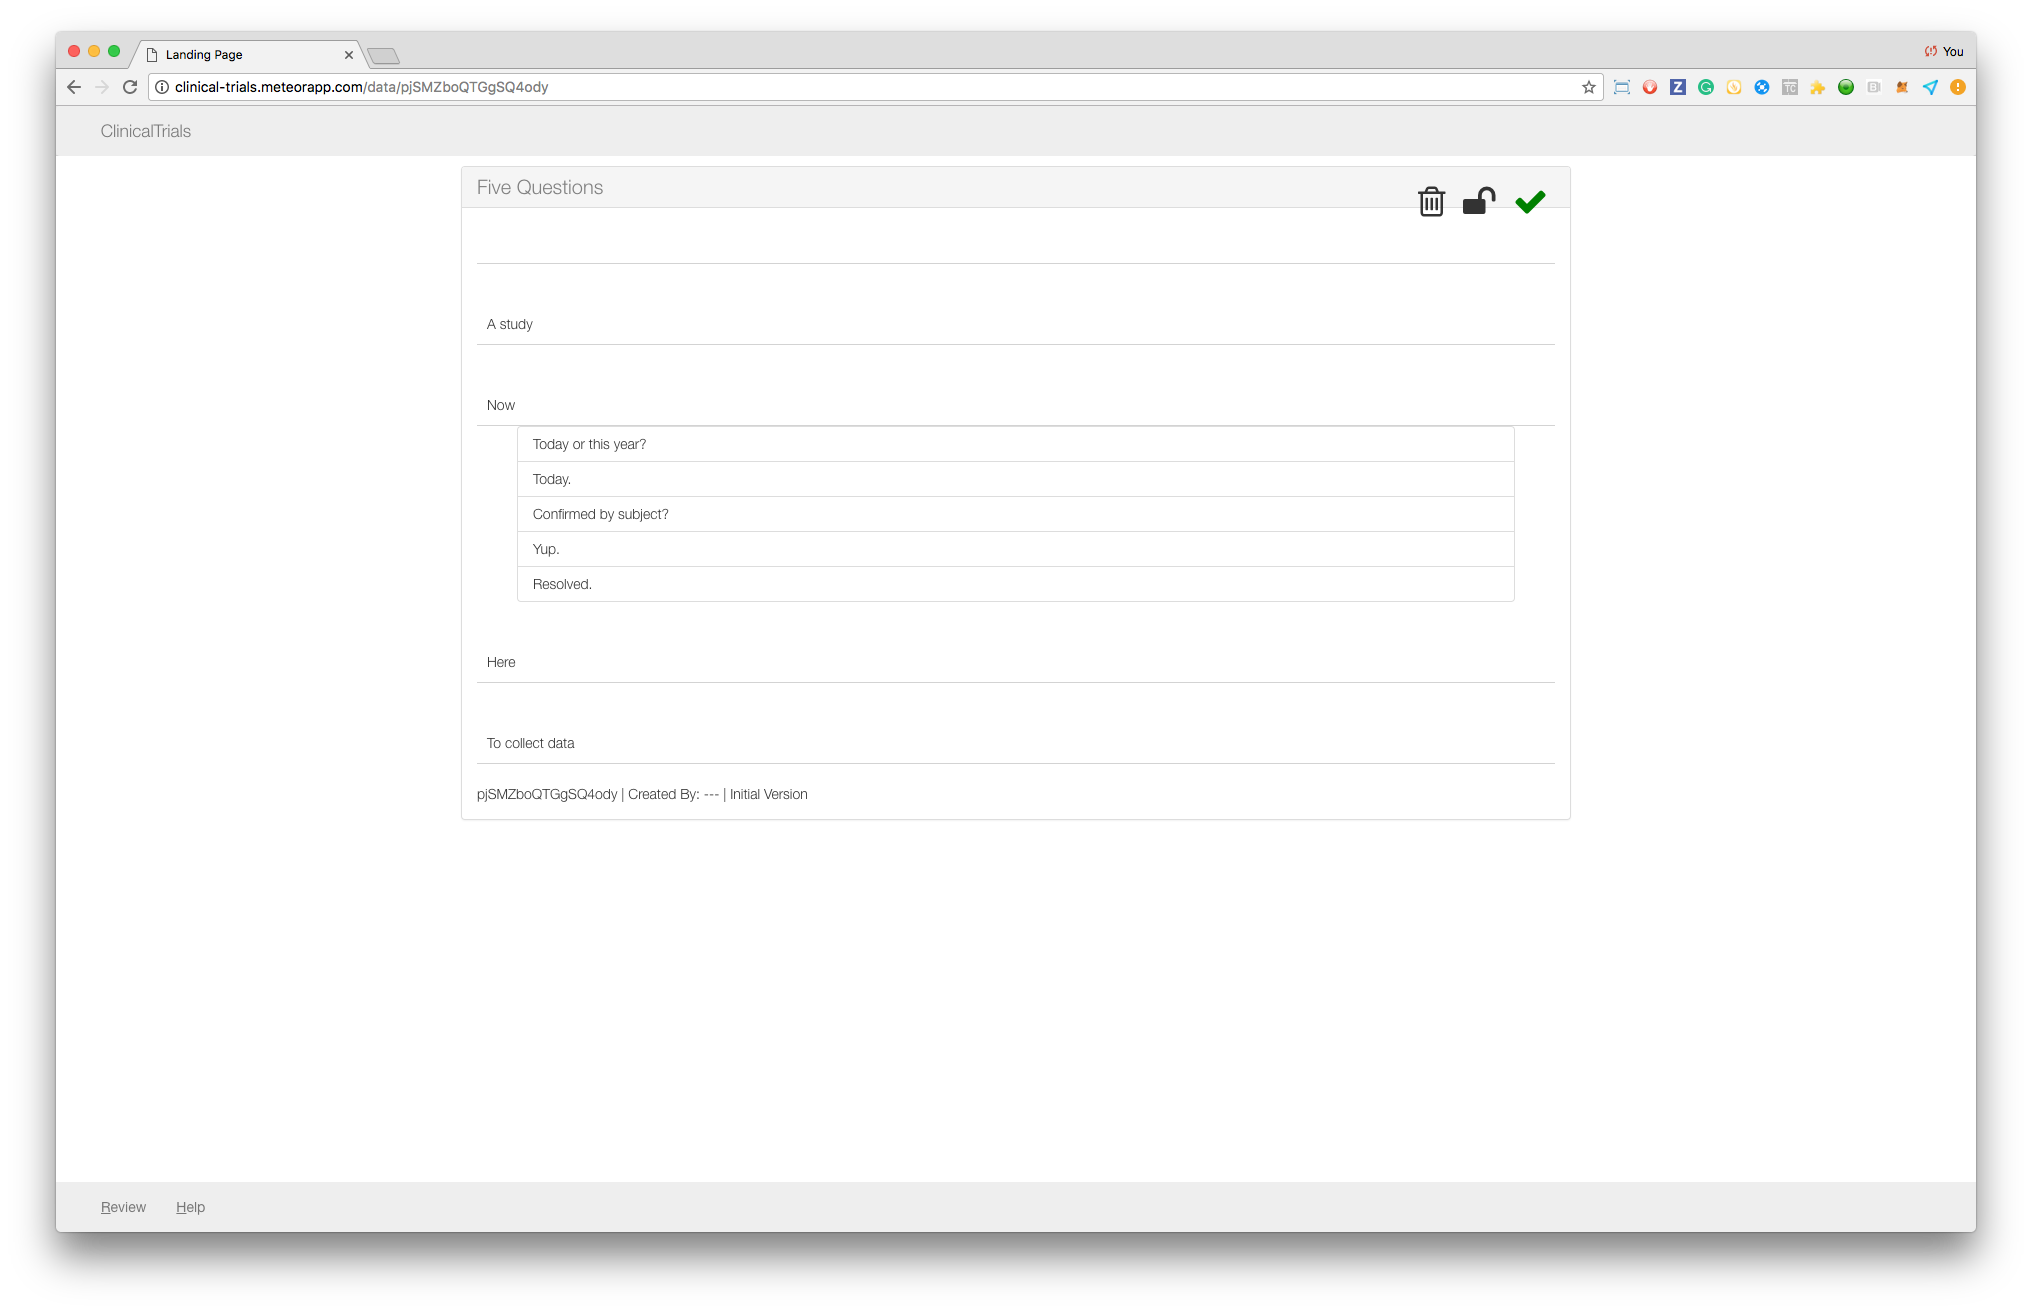 Landing Page
You
clinical-trials.meteorapp.com/data/pjSMZboQTGgSQ4ody
ClinicalTrials
Five Questions
A study
Now
Today or this year?
Today.
Confirmed by subject?
Yup.
Resolved.
Here
To collect data
pjSMZboQTGgSQ4ody | Created By: --- | Initial Version
Review Help